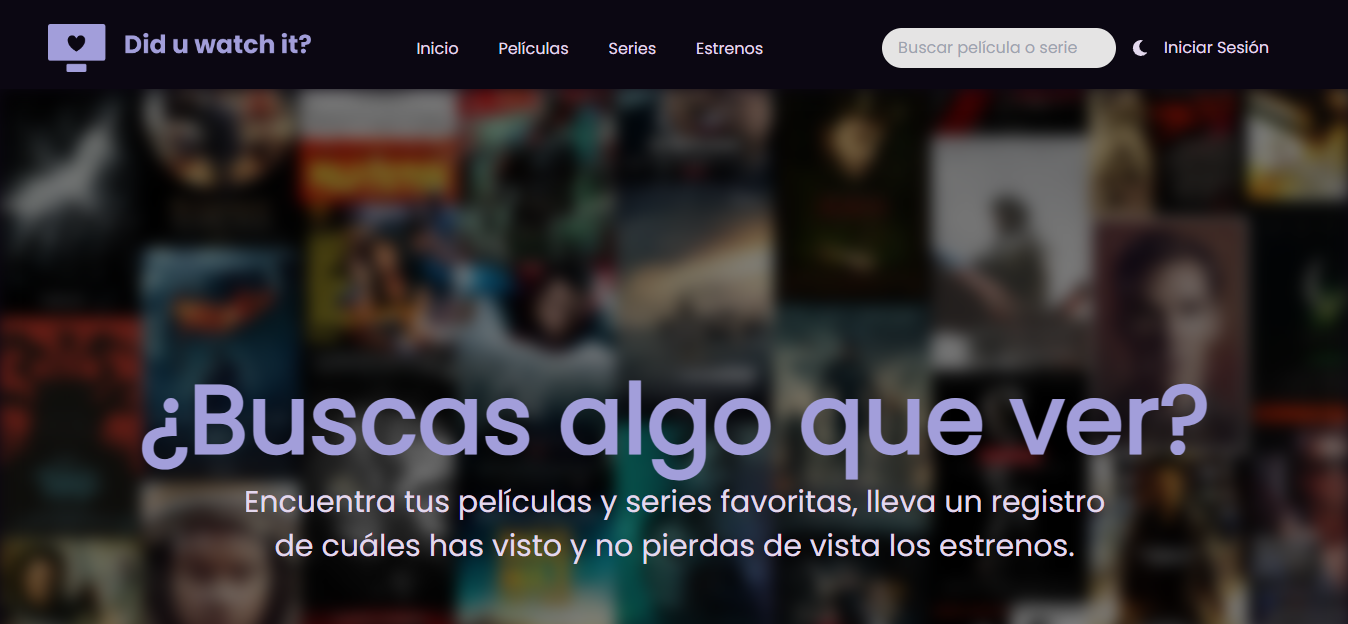 Did u watch it?
Inicio
Películas
Series
Estrenos
Buscar película o serie
Iniciar Sesión
¿Buscas algo que ver?
Encuentra tus películas y series favoritas, lleva un registro
de cuáles has visto y no pierdas de vista los estrenos.